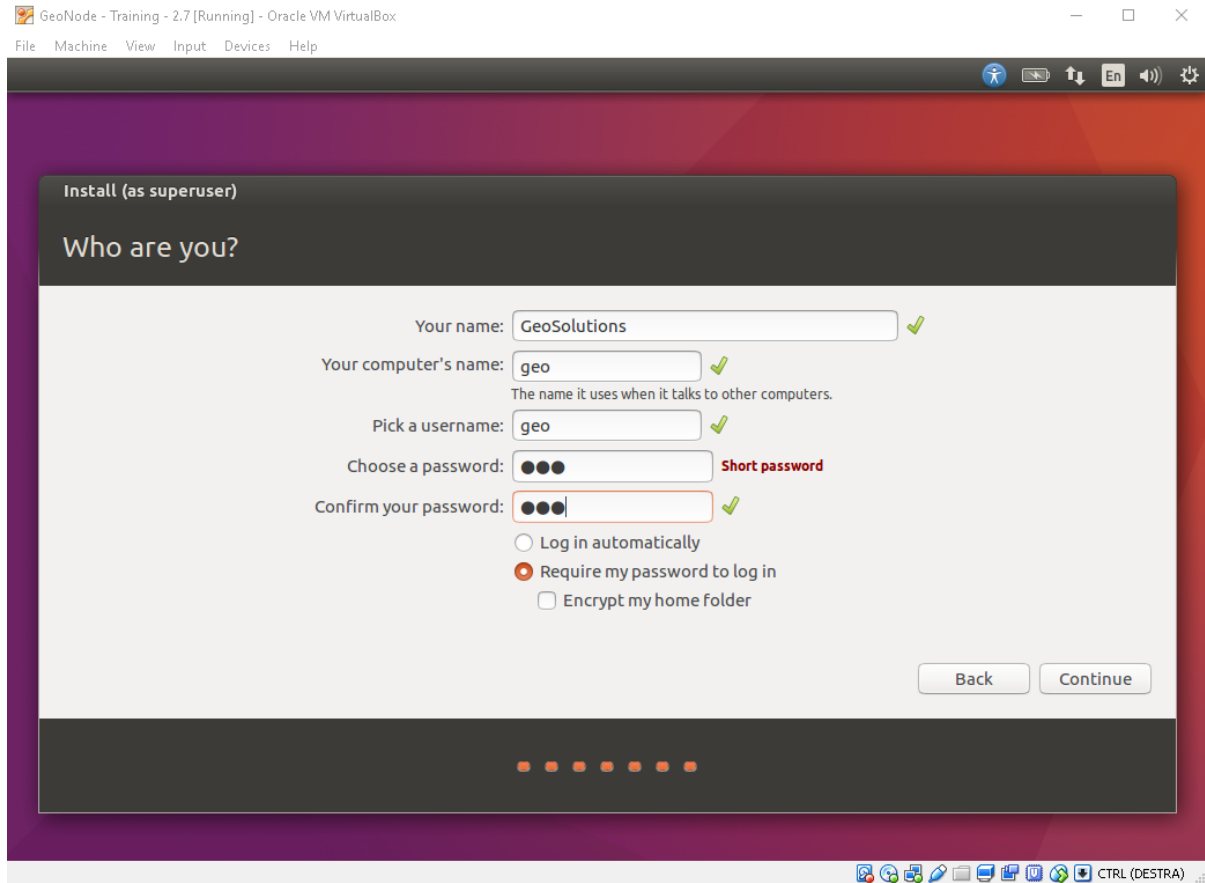 GeoNode - Training - 2.7 [Running] - Oracle VM VirtualBox
File Machine View Input Devices Help
En
Install (as superuser)
Who are you?
Your name: GeoSolutions
Your computer's name: geo
The name it uses when it talks to other computers.
Pick a username: geo
Choose a password: ●●● Short password
Confirm your password: ●●●
Log in automatically
Require my password to log in
Encrypt my home folder
Back Continue
CTRL (DESTRA)